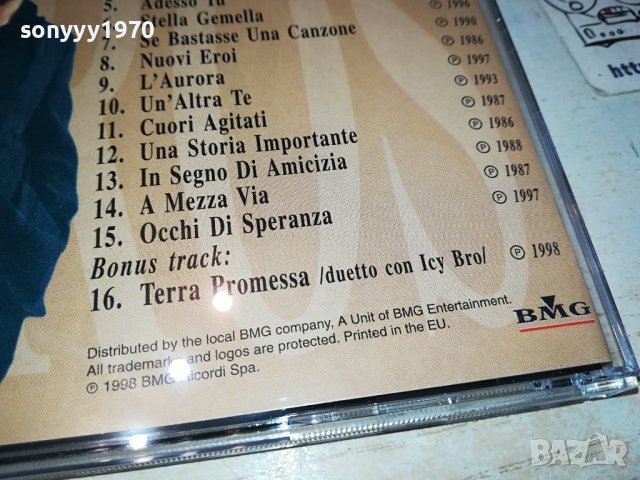 sonyyy1970
5. Adesso Tu ℗ 1996
Stella Gemella ℗ 1990
7. Se Bastasse Una Canzone ℗ 1986
8. Nuovi Eroi ℗ 1997
9. L'Aurora ℗ 1993
10. Un'Altra Te ℗ 1987
11. Cuori Agitati ℗ 1986
12. Una Storia Importante ℗ 1988
13. In Segno Di Amicizia ℗ 1987
14. A Mezza Via ℗ 1997
15. Occhi Di Speranza
Bonus track:
16. Terra Promessa /duetto con Icy Bro/ ℗ 1998
Distributed by the local BMG company, A Unit of BMG Entertainment.
All trademark and logos are protected. Printed in the EU.
℗ 1998 BMG Ricordi Spa.
BMG
htt
BAZAR